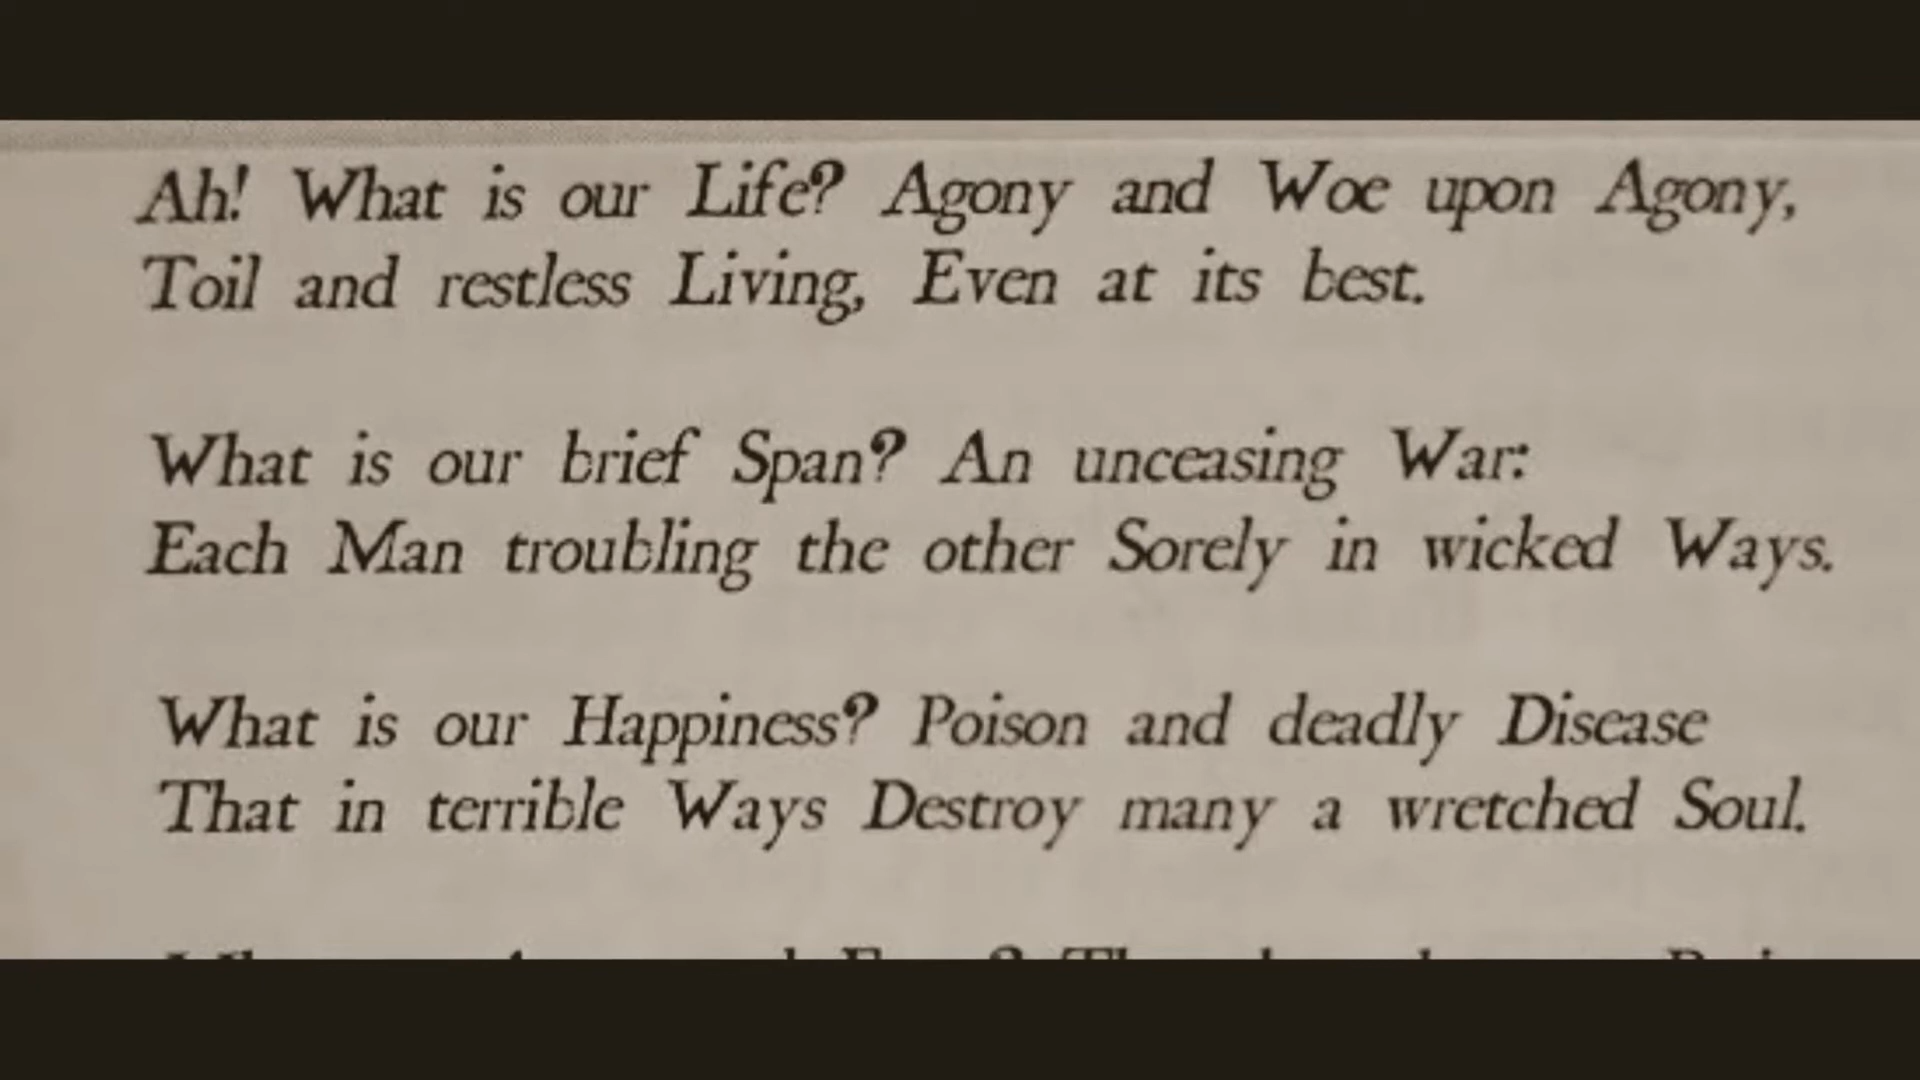 Ah! What is our Life? Agony and Woe upon Agony,
Toil and restless Living, Even at its best.
What is our brief Span? An unceasing War:
Each Man troubling the other Sorely in wicked Ways.
What is our Happiness? Poison and deadly Disease
That in terrible Ways Destroy many a wretched Soul.